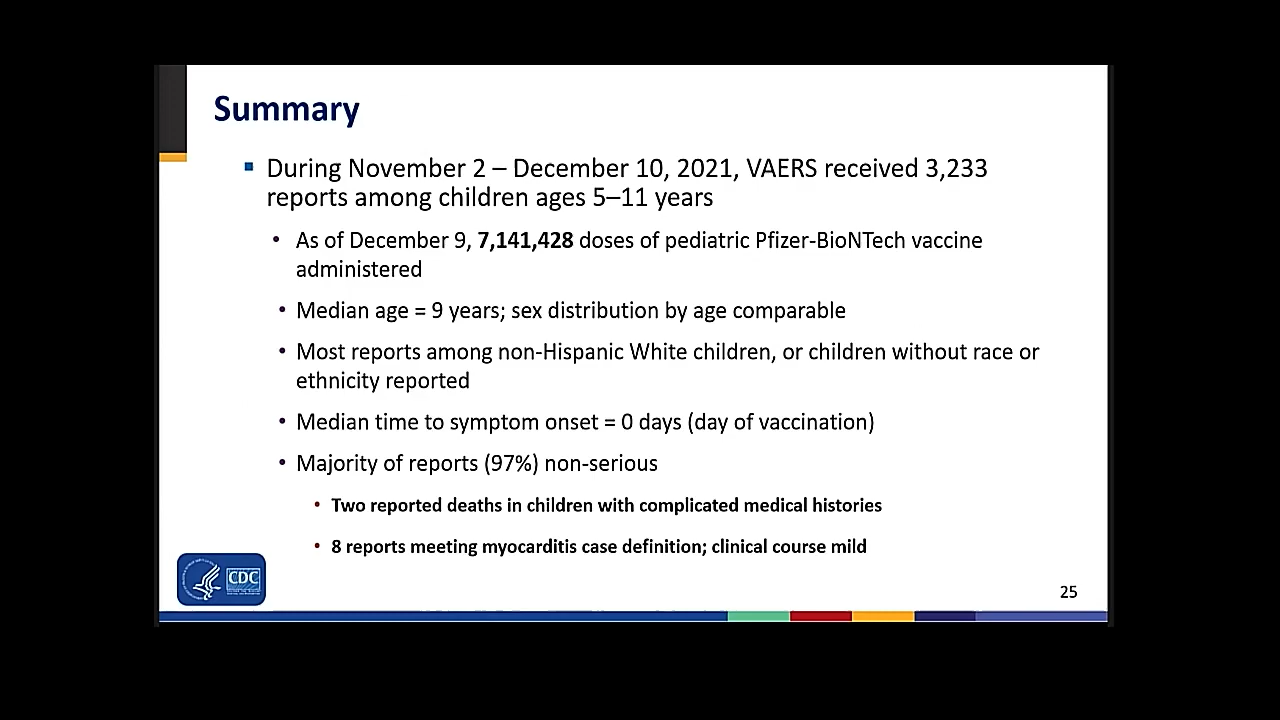 Summary
▪ During November 2 – December 10, 2021, VAERS received 3,233
reports among children ages 5–11 years
• As of December 9, 7,141,428 doses of pediatric Pfizer-BioNTech vaccine
administered
• Median age = 9 years; sex distribution by age comparable
• Most reports among non-Hispanic White children, or children without race or
ethnicity reported
• Median time to symptom onset = 0 days (day of vaccination)
• Majority of reports (97%) non-serious
• Two reported deaths in children with complicated medical histories
• 8 reports meeting myocarditis case definition; clinical course mild
CDC
25